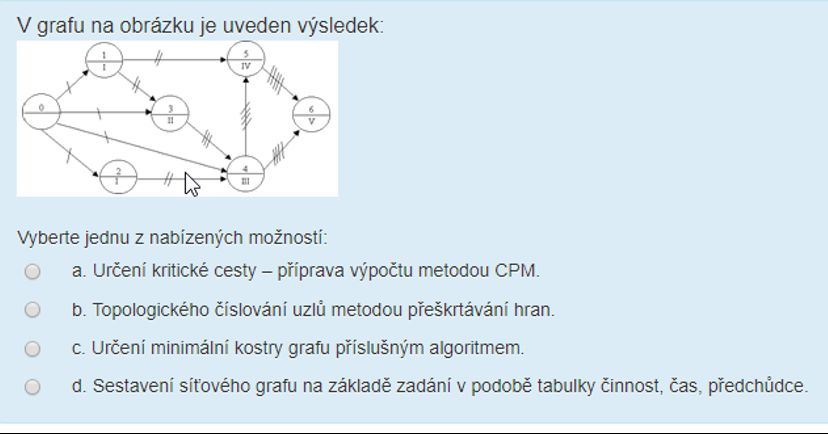 V grafu na obrázku je uveden výsledek:
1
I
5
IV
0
3
II
6
V
2
I
4
III
Vyberte jednu z nabízených možností:
a. Určení kritické cesty – příprava výpočtu metodou CPM.
b. Topologického číslování uzlů metodou přeškrtávání hran.
c. Určení minimální kostry grafu příslušným algoritmem.
d. Sestavení síťového grafu na základě zadání v podobě tabulky činnost, čas, předchůdce.